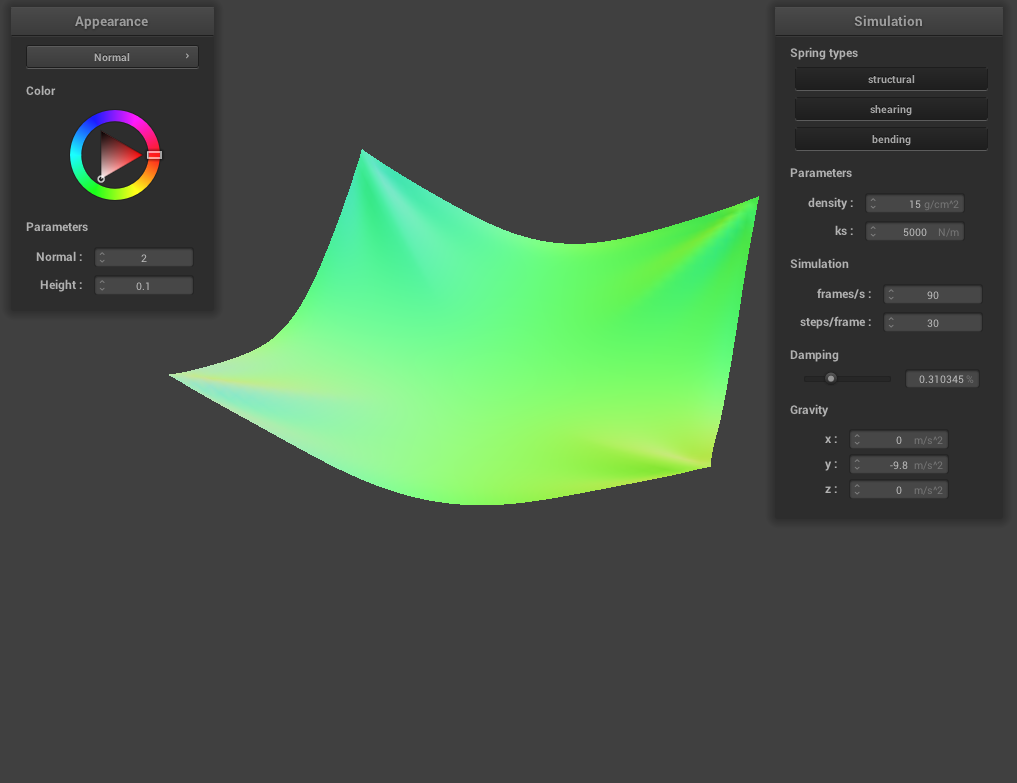 Appearance
Normal ›
Color
Parameters
Normal : 2
Height : 0.1
Simulation
Spring types
structural
shearing
bending
Parameters
density : 15 g/cm^2
ks : 5000 N/m
Simulation
frames/s : 90
steps/frame : 30
Damping
0.310345 %
Gravity
x : 0 m/s^2
y : -9.8 m/s^2
z : 0 m/s^2